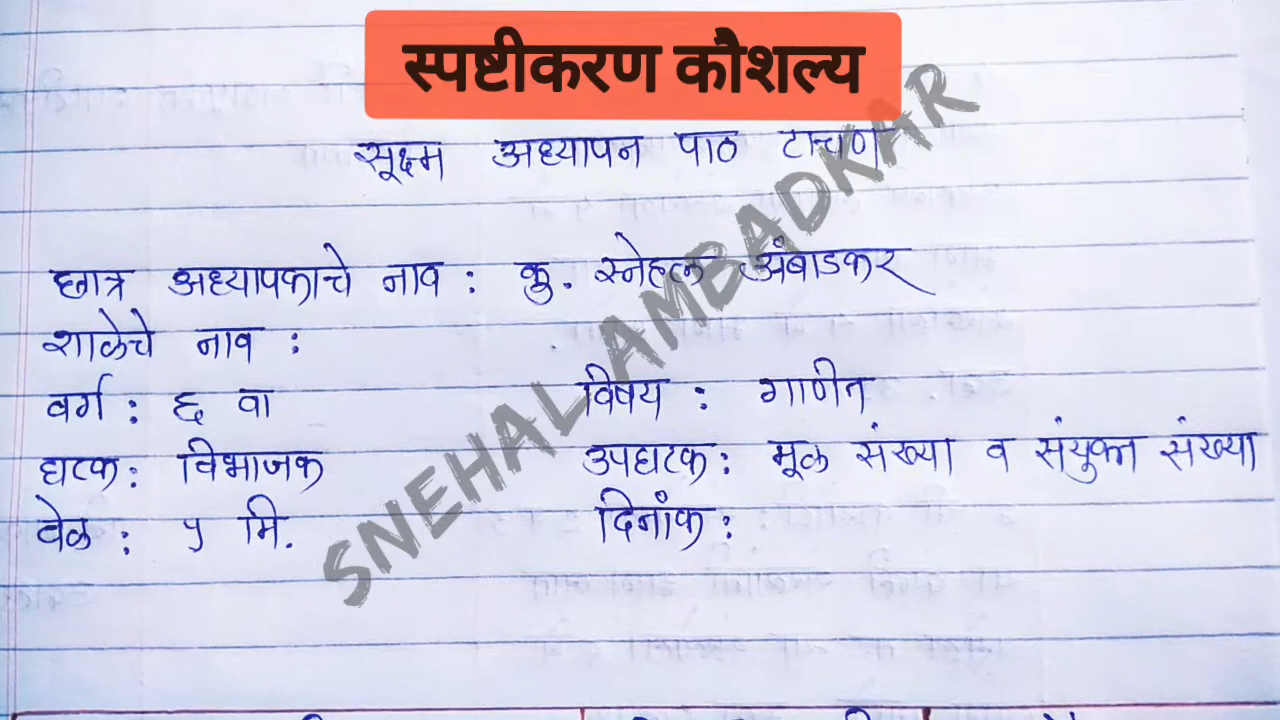 स्पष्टीकरण कौशल्य
सूक्ष्म अध्यापन पाठ टाचण
छात्र अध्यापकाचे नाव : कु. स्नेहल अंबाडकर
शाळेचे नाव :
वर्ग : ६ वा विषय : गणित
घटक : विभाजक उपघटक : मूळ संख्या व संयुक्त संख्या
वेळ : ५ मि. दिनांक :
SNEHAL AMBADKAR